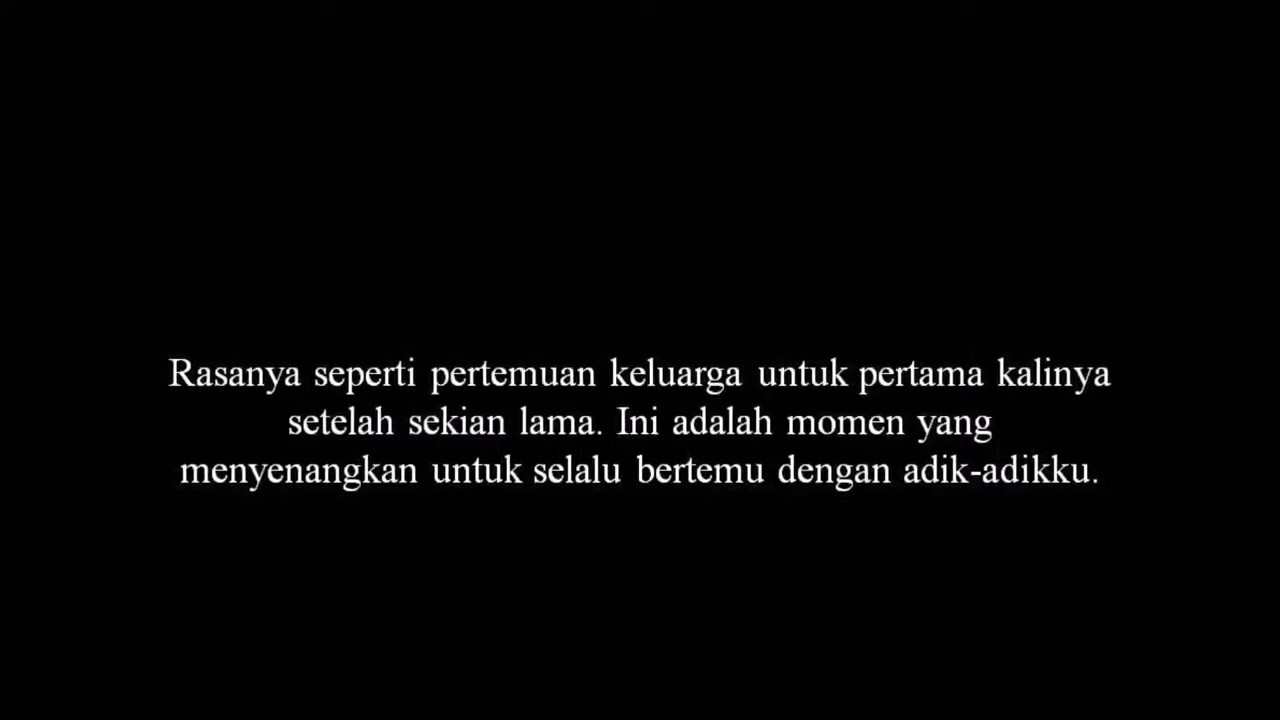 Rasanya seperti pertemuan keluarga untuk pertama kalinya
setelah sekian lama. Ini adalah momen yang
menyenangkan untuk selalu bertemu dengan adik-adikku.